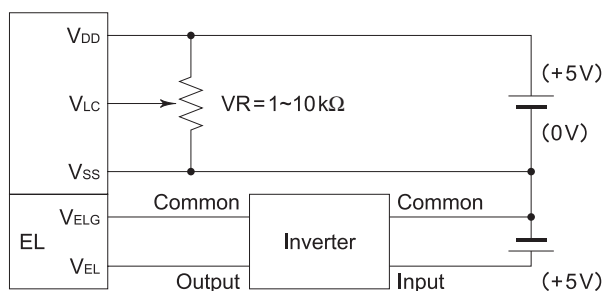 VDD
(+5V)
VLC
VR=1~10kΩ
(0V)
VSS
VELG
Common
Common
EL
Inverter
VEL
Output
Input
(+5V)